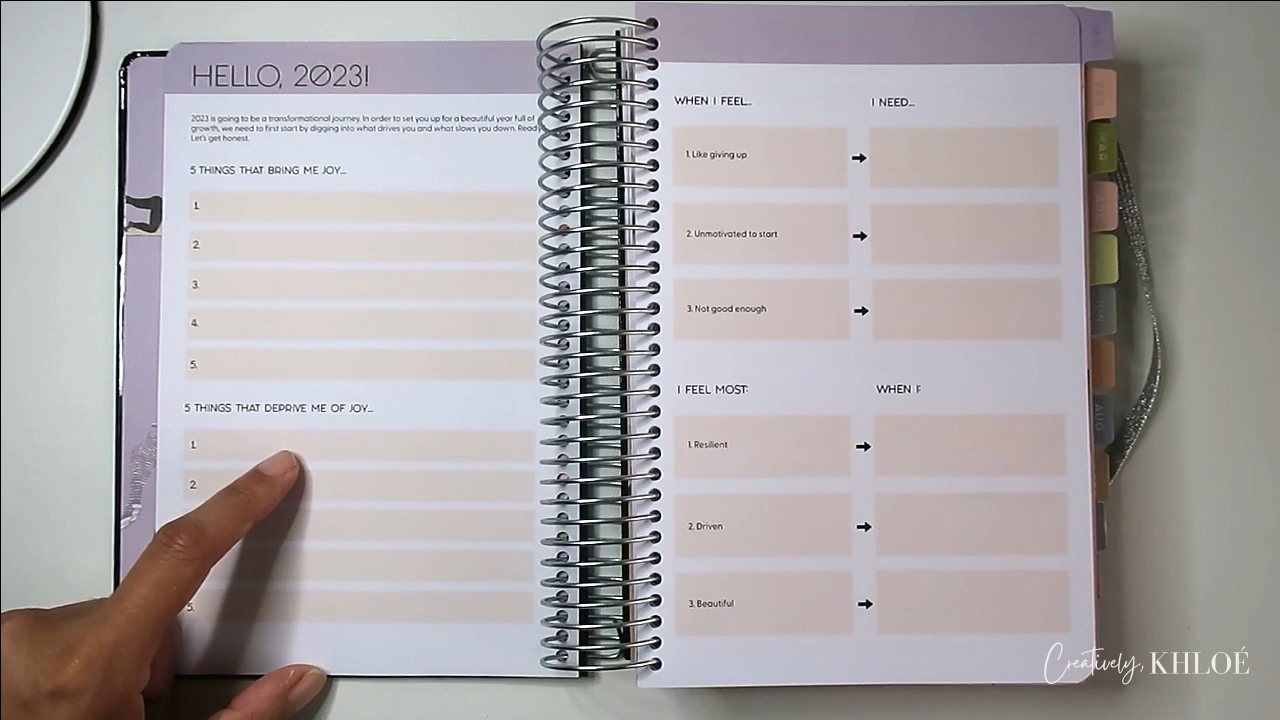 HELLO, 2023!
2023 is going to be a transformational journey. In order to set you up for a beautiful year full of
growth, we need to first start by digging into what drives you and what slows you down.
Let's get honest.
5 THINGS THAT BRING ME JOY...
1.
2.
3.
4.
5.
5 THINGS THAT DEPRIVE ME OF JOY...
1.
2.
5.
WHEN I FEEL... I NEED...
1. Like giving up
2. Unmotivated to start
3. Not good enough
I FEEL MOST: WHEN I:
1. Resilient
2. Driven
3. Beautiful
FEB
MAR
AUG
Creatively, KHLOÉ